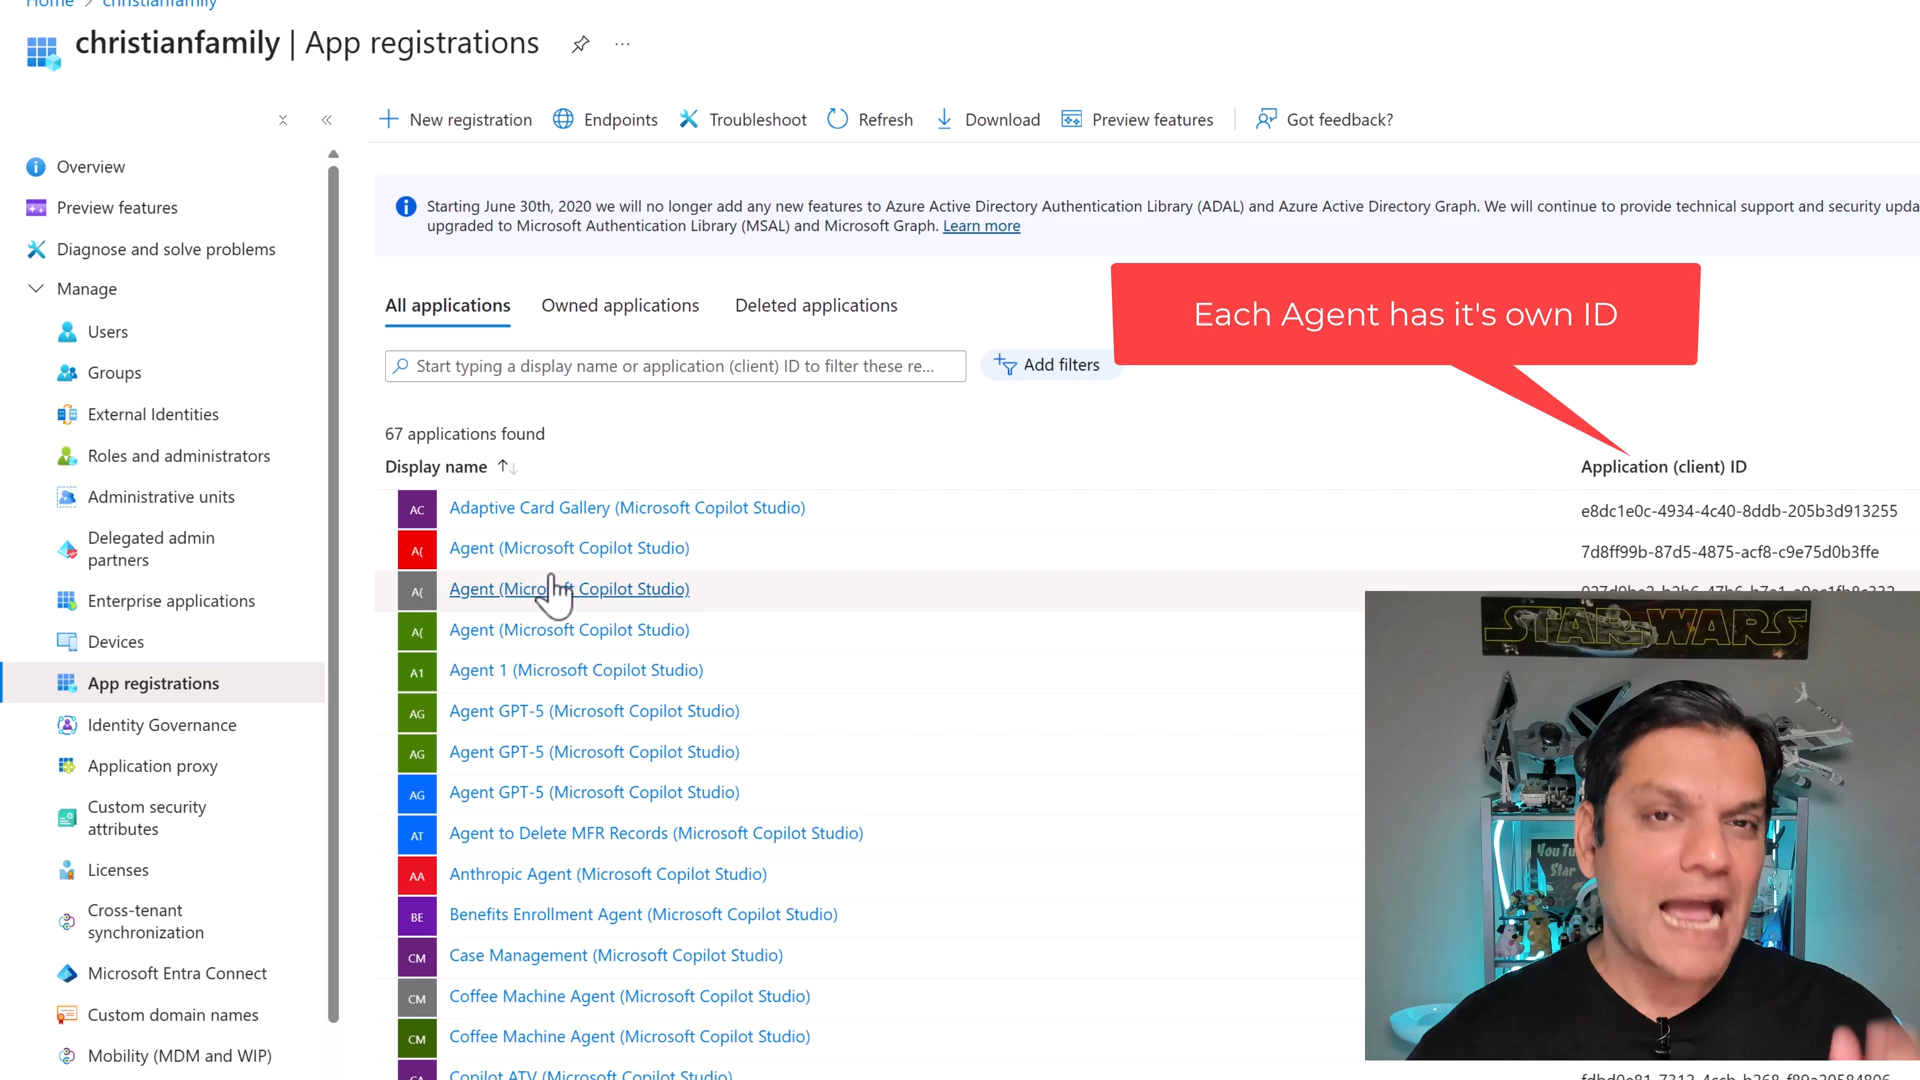 Home > christianfamily
christianfamily | App registrations
New registration
Endpoints
Troubleshoot
Refresh
Download
Preview features
Got feedback?
Overview
Preview features
Diagnose and solve problems
Manage
Users
Groups
External Identities
Roles and administrators
Administrative units
Delegated admin
partners
Enterprise applications
Devices
App registrations
Identity Governance
Application proxy
Custom security
attributes
Licenses
Cross-tenant
synchronization
Microsoft Entra Connect
Custom domain names
Mobility (MDM and WIP)
Starting June 30th, 2020 we will no longer add any new features to Azure Active Directory Authentication Library (ADAL) and Azure Active Directory Graph. We will continue to provide technical support and security upda
upgraded to Microsoft Authentication Library (MSAL) and Microsoft Graph. Learn more
All applications
Owned applications
Deleted applications
Each Agent has it's own ID
Start typing a display name or application (client) ID to filter these re...
Add filters
67 applications found
Display name
Application (client) ID
AC Adaptive Card Gallery (Microsoft Copilot Studio) e8dc1e0c-4934-4c40-8ddb-205b3d913255
A( Agent (Microsoft Copilot Studio) 7d8ff99b-87d5-4875-acf8-c9e75d0b3ffe
A( Agent (Microsoft Copilot Studio)
A( Agent (Microsoft Copilot Studio)
A1 Agent 1 (Microsoft Copilot Studio)
AG Agent GPT-5 (Microsoft Copilot Studio)
AG Agent GPT-5 (Microsoft Copilot Studio)
AG Agent GPT-5 (Microsoft Copilot Studio)
AT Agent to Delete MFR Records (Microsoft Copilot Studio)
AA Anthropic Agent (Microsoft Copilot Studio)
BE Benefits Enrollment Agent (Microsoft Copilot Studio)
CM Case Management (Microsoft Copilot Studio)
CM Coffee Machine Agent (Microsoft Copilot Studio)
CM Coffee Machine Agent (Microsoft Copilot Studio)
Copilot ATV (Microsoft Copilot Studio)
STAR WARS
Star